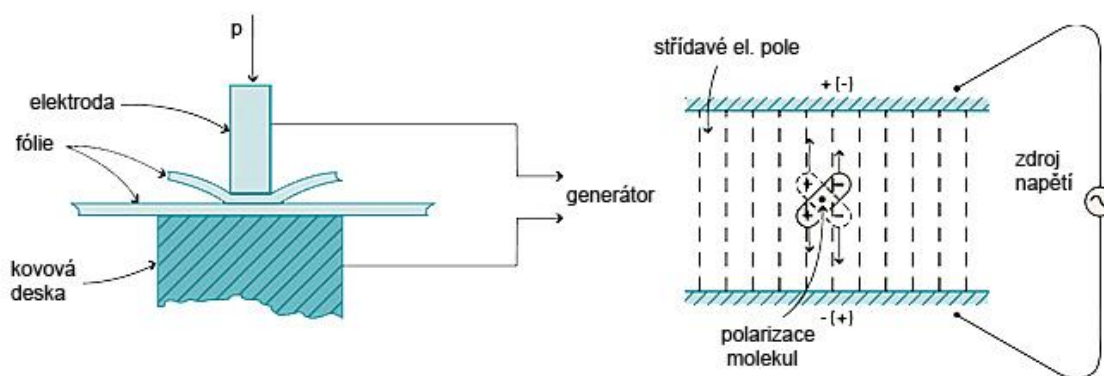 p
elektroda
fólie
kovová
deska
generátor
střídavé el. pole
+ (-)
zdroj
napětí
+ -
+ -
- (+)
polarizace
molekul